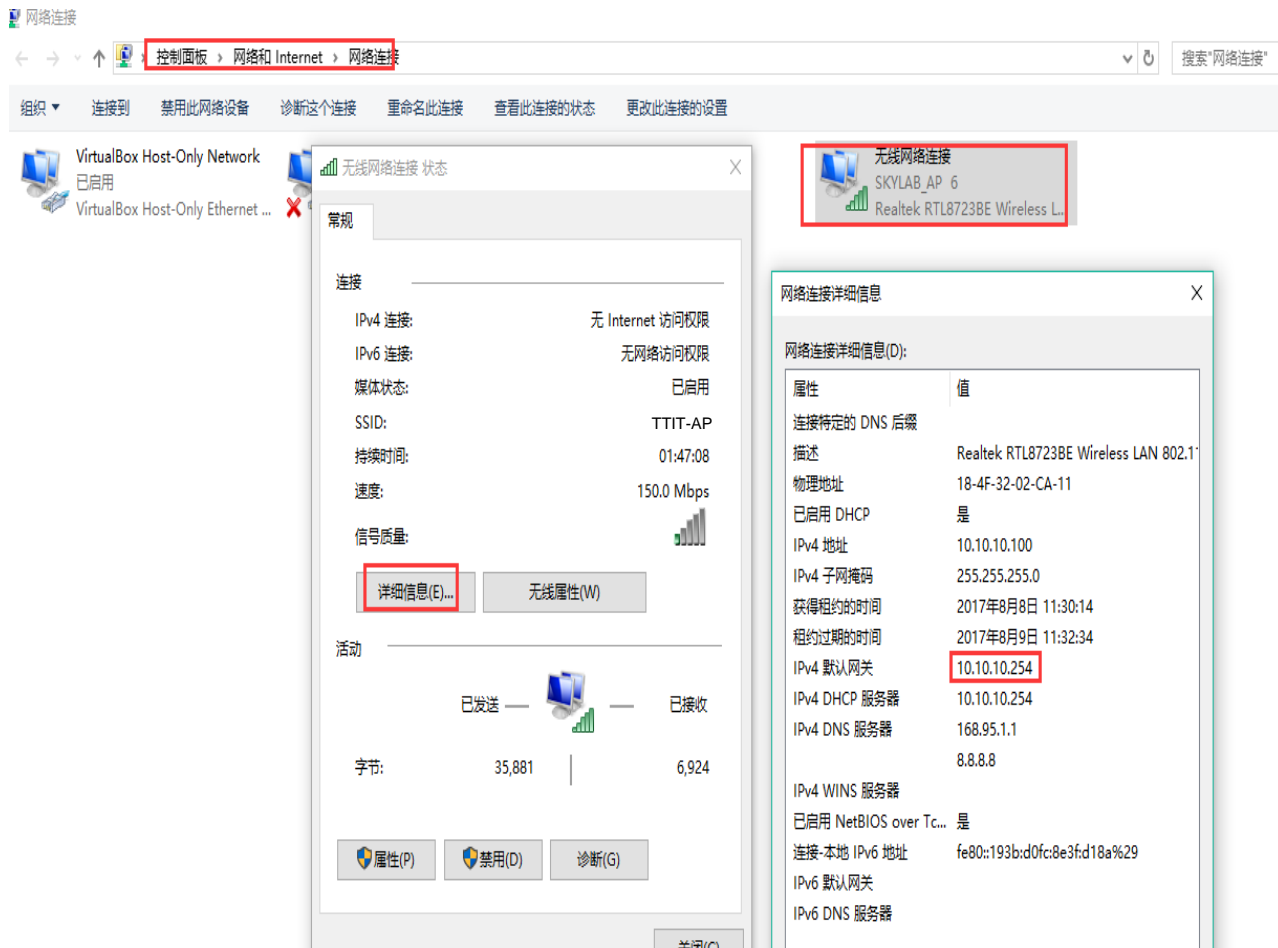 网络连接
控制面板 › 网络和 Internet › 网络连接
搜索"网络连接"
组织 连接到 禁用此网络设备 诊断这个连接 重命名此连接 查看此连接的状态 更改此连接的设置
VirtualBox Host-Only Network
已启用
VirtualBox Host-Only Ethernet ...
无线网络连接
SKYLAB_AP 6
Realtek RTL8723BE Wireless L...
无线网络连接 状态
X
常规
连接
IPv4 连接: 无 Internet 访问权限
IPv6 连接: 无网络访问权限
媒体状态: 已启用
SSID: TTIT-AP
持续时间: 01:47:08
速度: 150.0 Mbps
信号质量:
详细信息(E)... 无线属性(W)
活动
已发送 — — 已接收
字节: 35,881 6,924
属性(P) 禁用(D) 诊断(G)
关闭(C)
网络连接详细信息
X
网络连接详细信息(D):
属性 值
连接特定的 DNS 后缀
描述 Realtek RTL8723BE Wireless LAN 802.1
物理地址 18-4F-32-02-CA-11
已启用 DHCP 是
IPv4 地址 10.10.10.100
IPv4 子网掩码 255.255.255.0
获得租约的时间 2017年8月8日 11:30:14
租约过期的时间 2017年8月9日 11:32:34
IPv4 默认网关 10.10.10.254
IPv4 DHCP 服务器 10.10.10.254
IPv4 DNS 服务器 168.95.1.1
8.8.8.8
IPv4 WINS 服务器
已启用 NetBIOS over Tc... 是
连接-本地 IPv6 地址 fe80::193b:d0fc:8e3f:d18a%29
IPv6 默认网关
IPv6 DNS 服务器